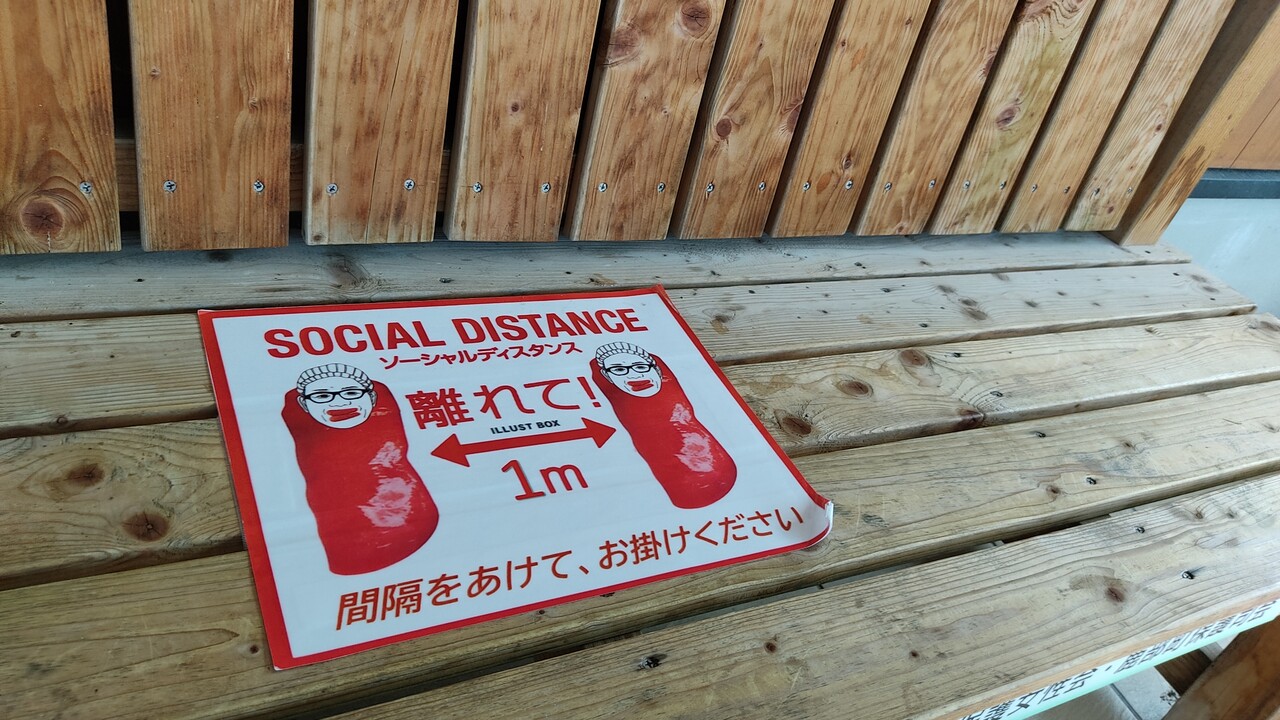 SOCIAL DISTANCE
ソーシャルディスタンス
離れて!
ILLUST BOX
1m
間隔をあけて、お掛けください